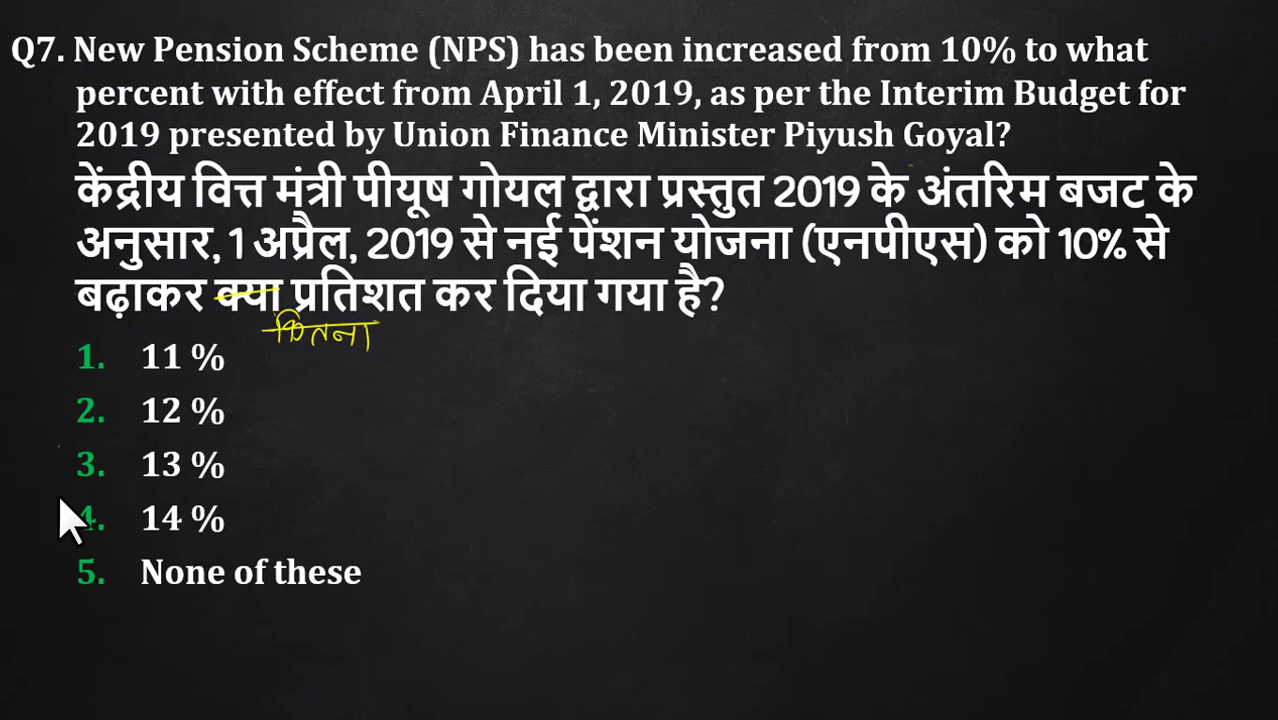 Q7. New Pension Scheme (NPS) has been increased from 10% to what
percent with effect from April 1, 2019, as per the Interim Budget for
2019 presented by Union Finance Minister Piyush Goyal?
केंद्रीय वित्त मंत्री पीयूष गोयल द्वारा प्रस्तुत 2019 के अंतरिम बजट के
अनुसार, 1 अप्रैल, 2019 से नई पेंशन योजना (एनपीएस) को 10% से
बढ़ाकर क्या प्रतिशत कर दिया गया है?
कितना
1. 11 %
2. 12 %
3. 13 %
4. 14 %
5. None of these